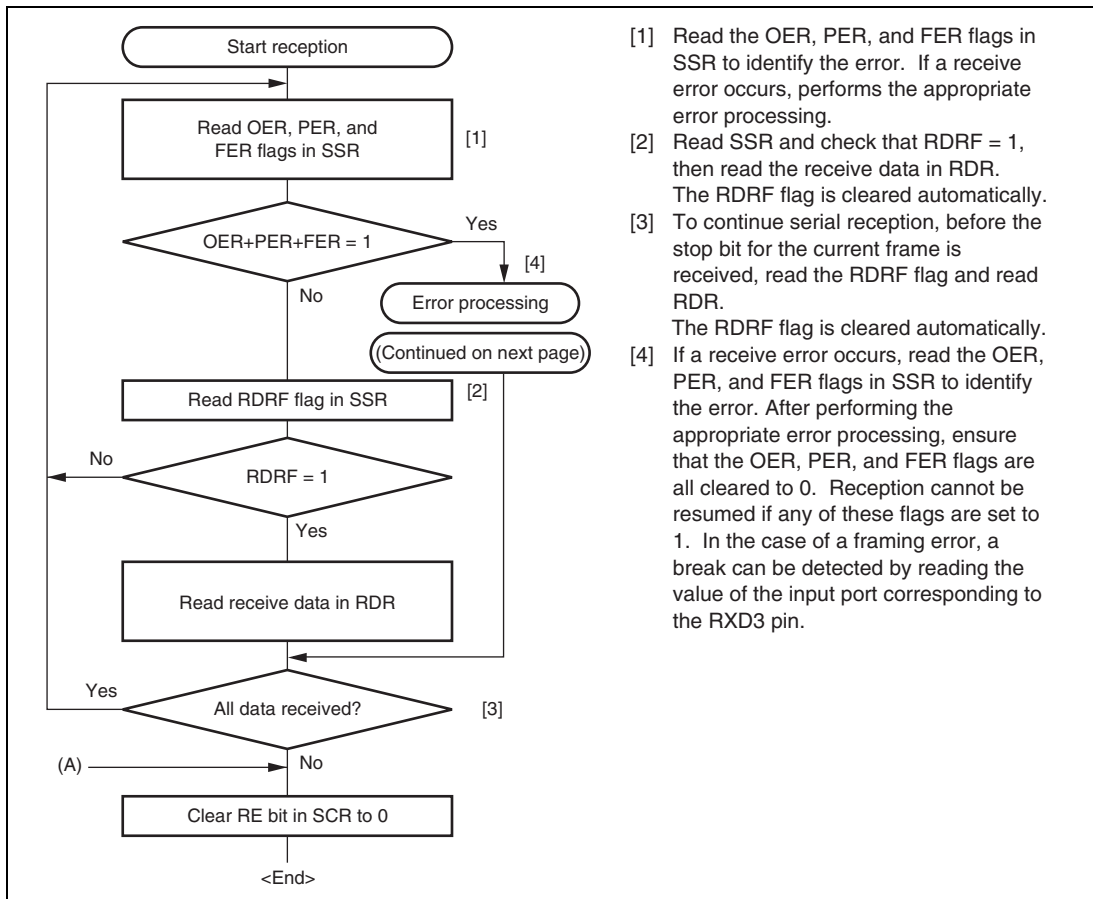 Start reception
Read OER, PER, and
FER flags in SSR
[1]
OER+PER+FER = 1
Yes
[4]
No
Error processing
(Continued on next page)
Read RDRF flag in SSR
[2]
No
RDRF = 1
Yes
Read receive data in RDR
Yes
All data received?
[3]
(A)
No
Clear RE bit in SCR to 0
<End>
[1] Read the OER, PER, and FER flags in
SSR to identify the error. If a receive
error occurs, performs the appropriate
error processing.
[2] Read SSR and check that RDRF = 1,
then read the receive data in RDR.
The RDRF flag is cleared automatically.
[3] To continue serial reception, before the
stop bit for the current frame is
received, read the RDRF flag and read
RDR.
The RDRF flag is cleared automatically.
[4] If a receive error occurs, read the OER,
PER, and FER flags in SSR to identify
the error. After performing the
appropriate error processing, ensure
that the OER, PER, and FER flags are
all cleared to 0. Reception cannot be
resumed if any of these flags are set to
1. In the case of a framing error, a
break can be detected by reading the
value of the input port corresponding to
the RXD3 pin.